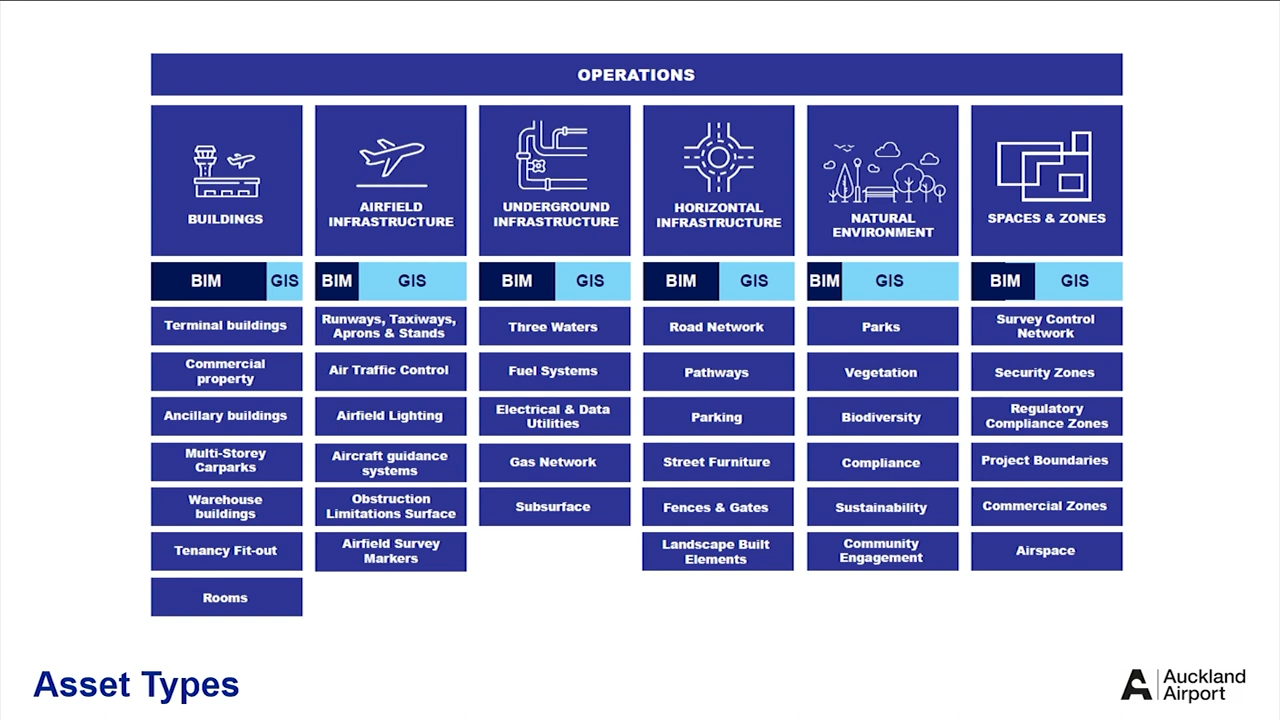 OPERATIONS
BUILDINGS
AIRFIELD
INFRASTRUCTURE
UNDERGROUND
INFRASTRUCTURE
HORIZONTAL
INFRASTRUCTURE
NATURAL
ENVIRONMENT
SPACES & ZONES
BIM GIS
BIM GIS
BIM GIS
BIM GIS
BIM GIS
BIM GIS
Terminal buildings
Commercial
property
Ancillary buildings
Multi-Storey
Carparks
Warehouse
buildings
Tenancy Fit-out
Rooms
Runways, Taxiways,
Aprons & Stands
Air Traffic Control
Airfield Lighting
Aircraft guidance
systems
Obstruction
Limitations Surface
Airfield Survey
Markers
Three Waters
Fuel Systems
Electrical & Data
Utilities
Gas Network
Subsurface
Road Network
Pathways
Parking
Street Furniture
Fences & Gates
Landscape Built
Elements
Parks
Vegetation
Biodiversity
Compliance
Sustainability
Community
Engagement
Survey Control
Network
Security Zones
Regulatory
Compliance Zones
Project Boundaries
Commercial Zones
Airspace
Asset Types
Auckland
Airport